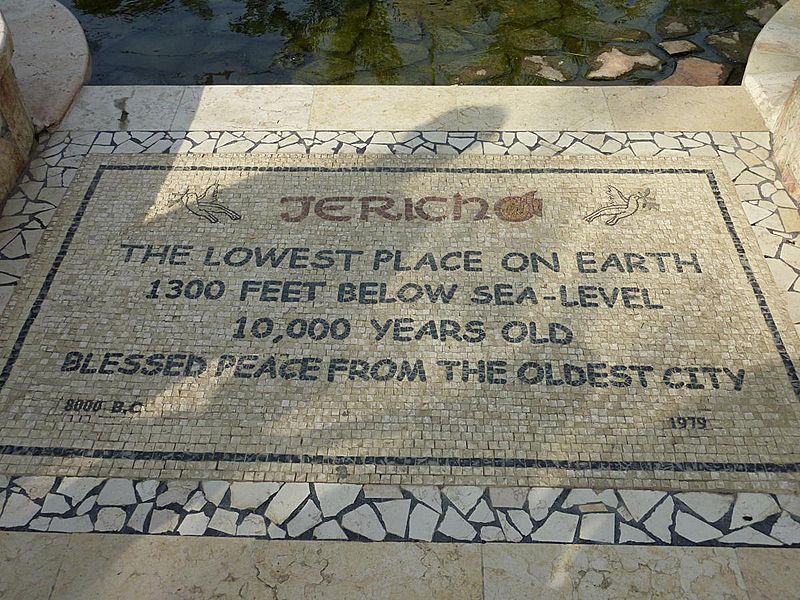 JERICHO
THE LOWEST PLACE ON EARTH
1300 FEET BELOW SEA-LEVEL
10,000 YEARS OLD
BLESSED PEACE FROM THE OLDEST CITY
8000 B.C 1979